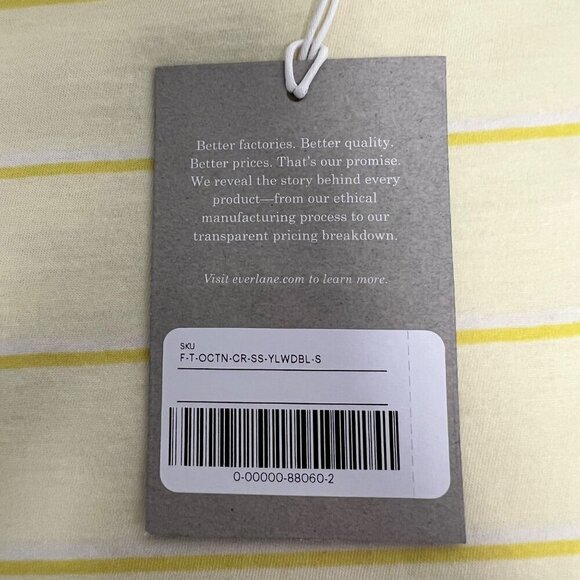 Better factories. Better quality.
Better prices. That's our promise.
We reveal the story behind every
product—from our ethical
manufacturing process to our
transparent pricing breakdown.
Visit everlane.com to learn more.
SKU
F-T-OCTN-CR-SS-YLWDBL-S
0-00000-88060-2